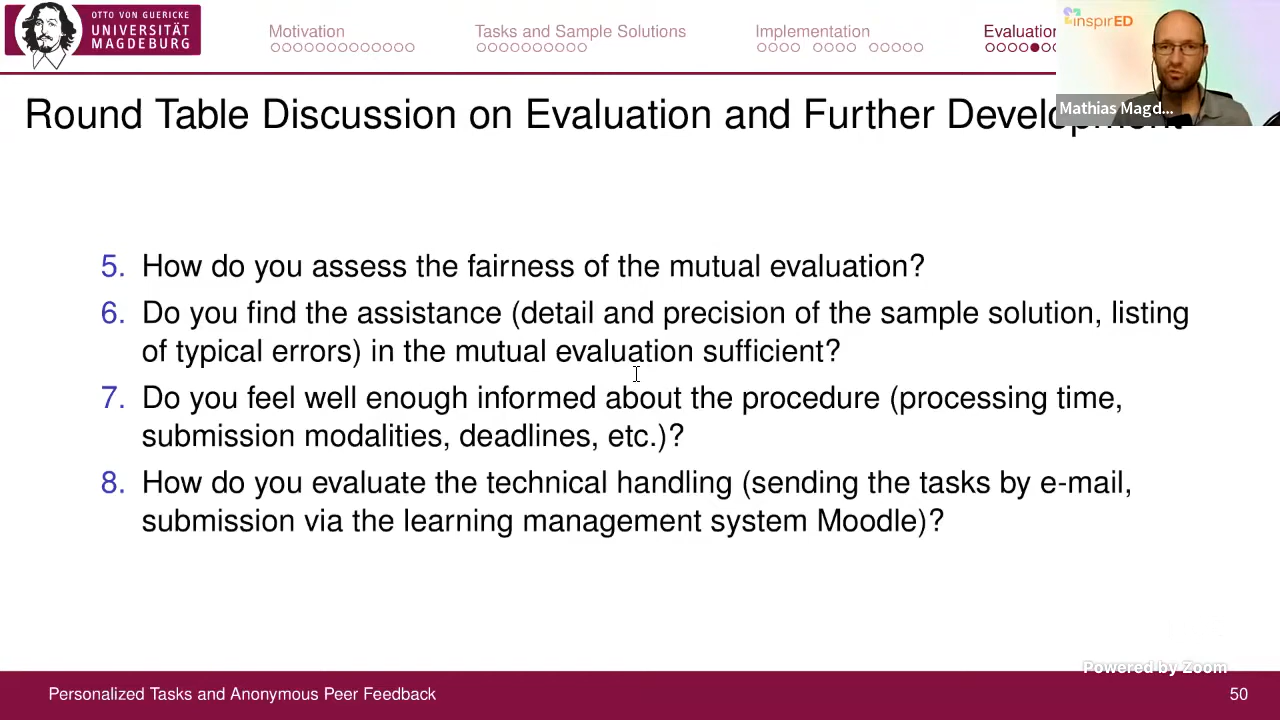 OTTO VON GUERICKE
UNIVERSITÄT
MAGDEBURG
Motivation
Tasks and Sample Solutions
Implementation
Evaluation
inspirED
Mathias Magd...
Round Table Discussion on Evaluation and Further Development
5. How do you assess the fairness of the mutual evaluation?
6. Do you find the assistance (detail and precision of the sample solution, listing
of typical errors) in the mutual evaluation sufficient?
7. Do you feel well enough informed about the procedure (processing time,
submission modalities, deadlines, etc.)?
8. How do you evaluate the technical handling (sending the tasks by e-mail,
submission via the learning management system Moodle)?
Powered by Zoom
Personalized Tasks and Anonymous Peer Feedback
50